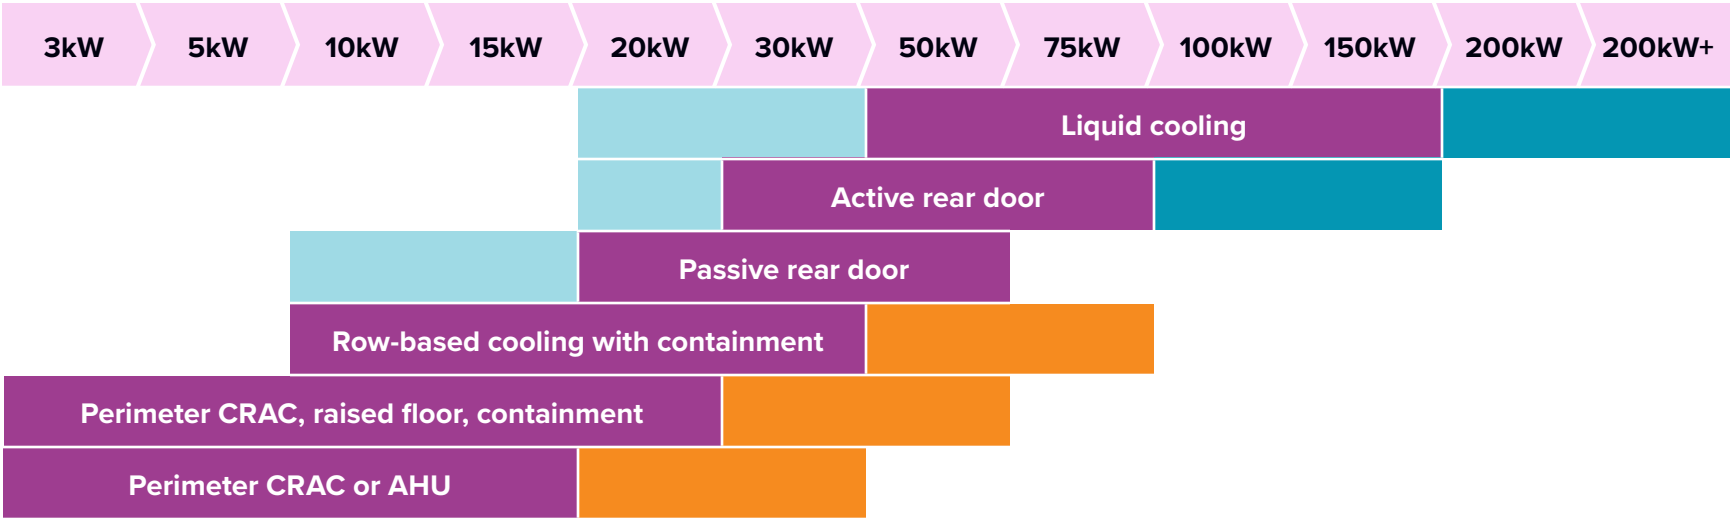 3kW 5kW 10kW 15kW 20kW 30kW 50kW 75kW 100kW 150kW 200kW 200kW+
Liquid cooling
Active rear door
Passive rear door
Row-based cooling with containment
Perimeter CRAC, raised floor, containment
Perimeter CRAC or AHU